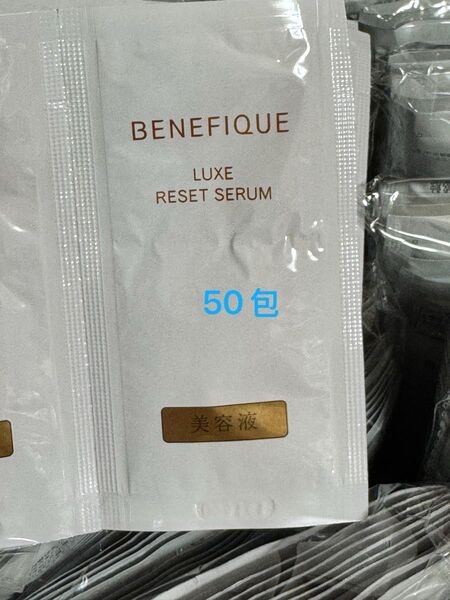 BENEFIQUE
LUXE
RESET SERUM
50包
美容液